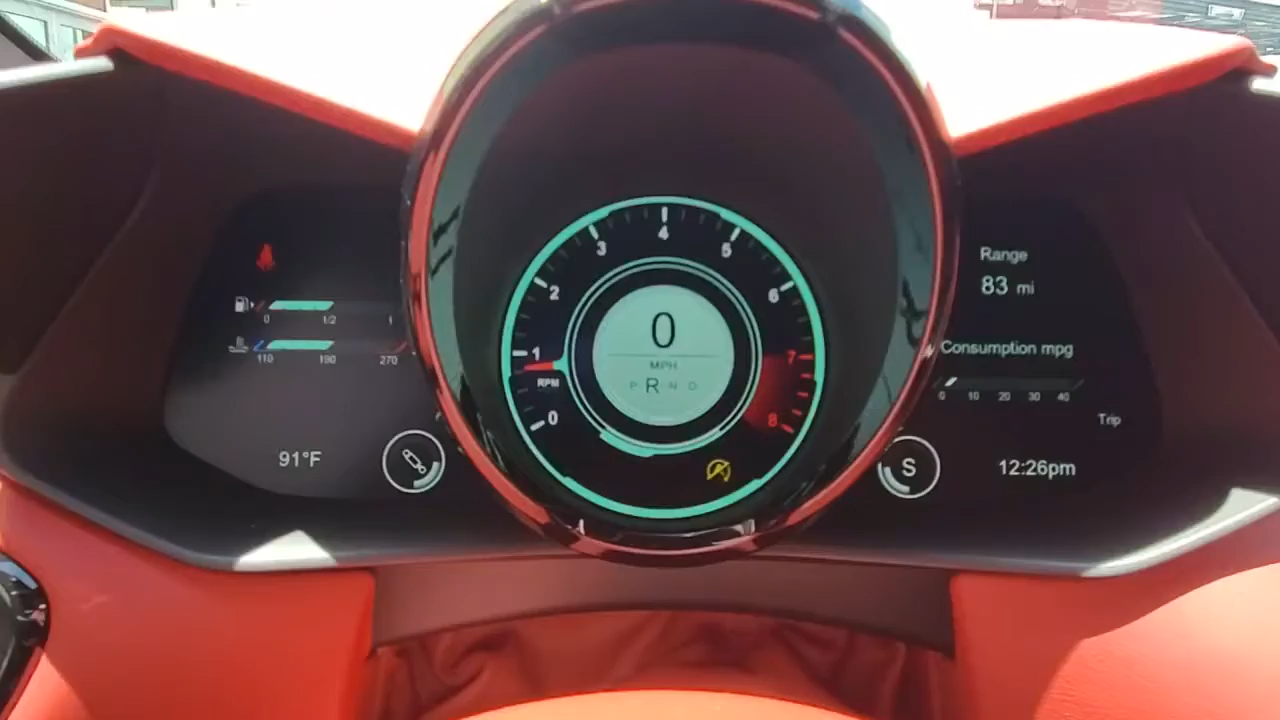 0 1/2 1
110 190 270
91°F
4
3 5
2 6
1 7
RPM
0 8
0
MPH
P R N D
Range
83 mi
Consumption mpg
0 10 20 30 40
Trip
S
12:26pm